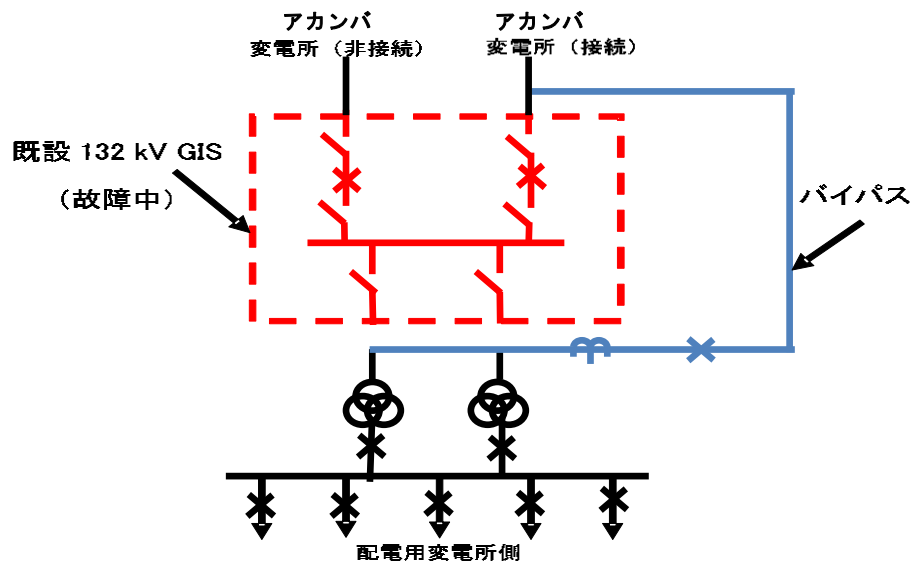 アカンバ
変電所（非接続）
アカンバ
変電所（接続）
既設 132 kV GIS
（故障中）
バイパス
配電用変電所側